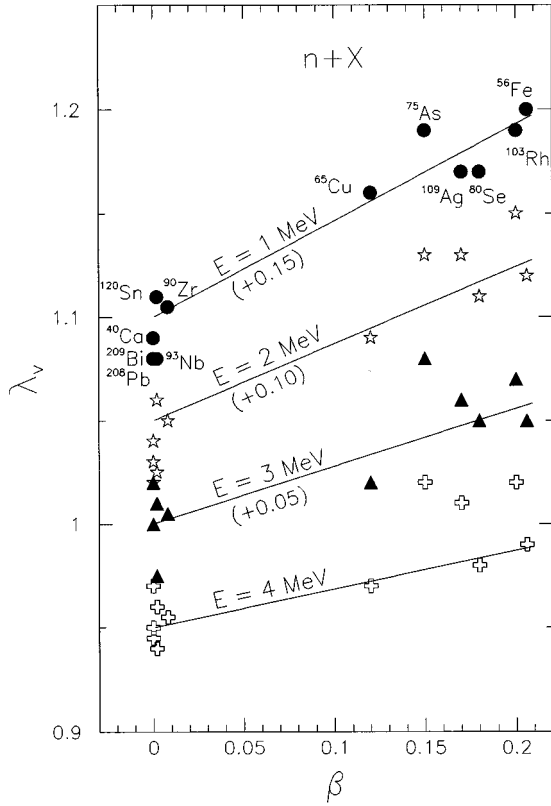 n+X
1.2
1.1
1
0.9
λ_v
⁵⁶Fe
⁷⁵As
¹⁰³Rh
⁶⁵Cu
¹⁰⁹Ag ⁸⁰Se
E = 1 MeV
(+0.15)
¹²⁰Sn ⁹⁰Zr
⁴⁰Ca
²⁰⁹Bi ⁹³Nb
²⁰⁸Pb
E = 2 MeV
(+0.10)
E = 3 MeV
(+0.05)
E = 4 MeV
0 0.05 0.1 0.15 0.2
β